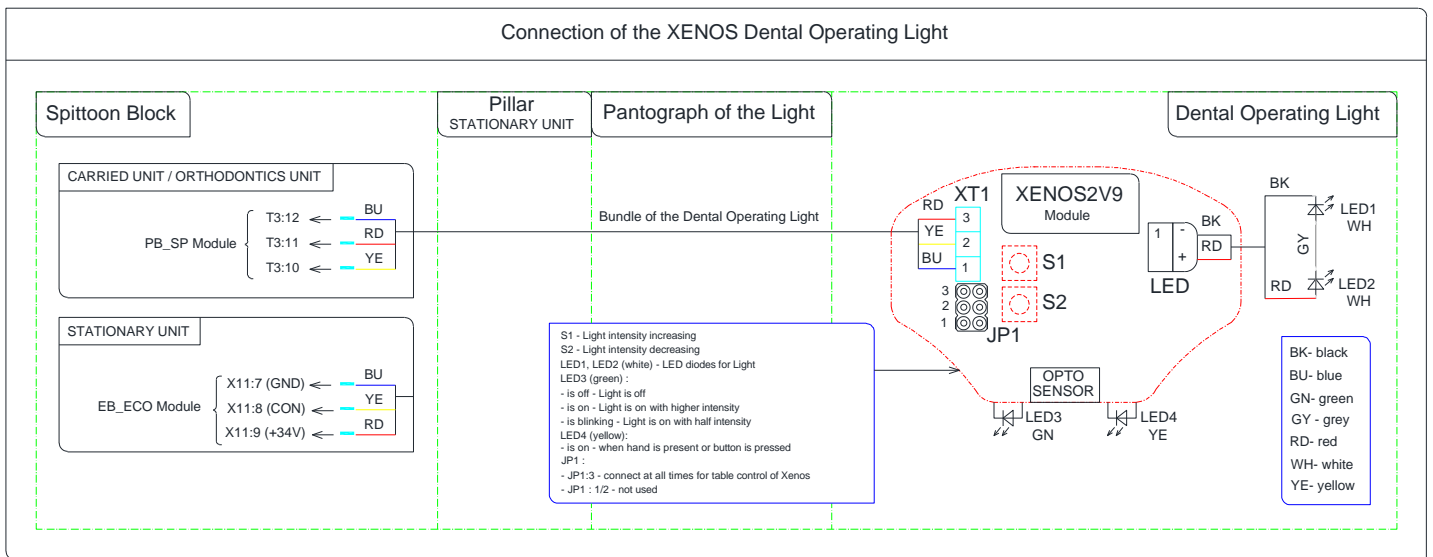 Connection of the XENOS Dental Operating Light
Spittoon Block
Pillar
STATIONARY UNIT
Pantograph of the Light
Dental Operating Light
CARRIED UNIT / ORTHODONTICS UNIT
PB_SP Module
T3:12
BU
T3:11
RD
T3:10
YE
STATIONARY UNIT
EB_ECO Module
X11:7 (GND)
BU
X11:8 (CON)
YE
X11:9 (+34V)
RD
Bundle of the Dental Operating Light
XT1
RD
3
YE
2
BU
1
XENOS2V9
Module
S1
S2
3
2
1
JP1
1
-
+
BK
RD
LED
BK
GY
RD
LED1
WH
LED2
WH
OPTO
SENSOR
LED3
GN
LED4
YE
S1 - Light intensity increasing
S2 - Light intensity decreasing
LED1, LED2 (white) - LED diodes for Light
LED3 (green) :
- is off - Light is off
- is on - Light is on with higher intensity
- is blinking - Light is on with half intensity
LED4 (yellow):
- is on - when hand is present or button is pressed
JP1 :
- JP1:3 - connect at all times for table control of Xenos
- JP1 : 1/2 - not used
BK- black
BU- blue
GN- green
GY - grey
RD- red
WH- white
YE- yellow